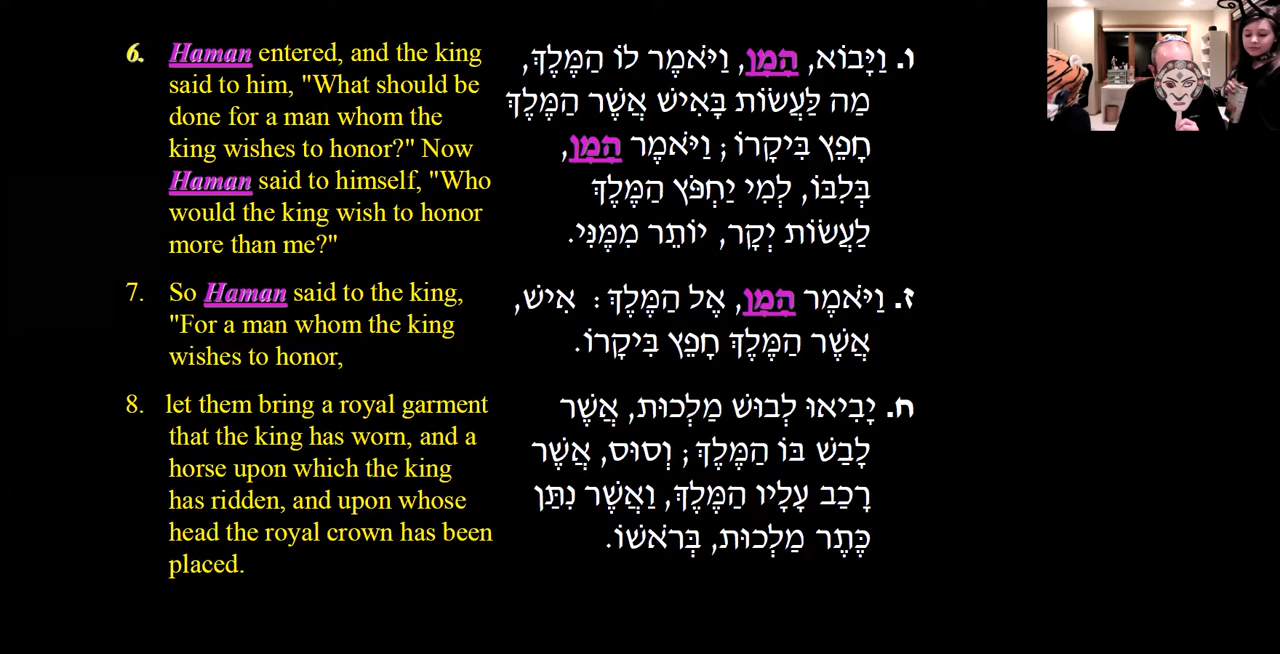 6. Haman entered, and the king
said to him, "What should be
done for a man whom the
king wishes to honor?" Now
Haman said to himself, "Who
would the king wish to honor
more than me?"
7. So Haman said to the king,
"For a man whom the king
wishes to honor,
8. let them bring a royal garment
that the king has worn, and a
horse upon which the king
has ridden, and upon whose
head the royal crown has been
placed.
ו. וַיָּבוֹא, הָמָן, וַיֹּאמֶר לוֹ הַמֶּלֶךְ,
מַה לַּעֲשׂוֹת בָּאִישׁ אֲשֶׁר הַמֶּלֶךְ
חָפֵץ בִּיקָרוֹ; וַיֹּאמֶר הָמָן,
בְּלִבּוֹ, לְמִי יַחְפֹּץ הַמֶּלֶךְ
לַעֲשׂוֹת יְקָר, יוֹתֵר מִמֶּנִּי.
ז. וַיֹּאמֶר הָמָן, אֶל הַמֶּלֶךְ: אִישׁ,
אֲשֶׁר הַמֶּלֶךְ חָפֵץ בִּיקָרוֹ.
ח. יָבִיאוּ לְבוּשׁ מַלְכוּת, אֲשֶׁר
לָבַשׁ בּוֹ הַמֶּלֶךְ; וְסוּס, אֲשֶׁר
רָכַב עָלָיו הַמֶּלֶךְ, וַאֲשֶׁר נִתַּן
כֶּתֶר מַלְכוּת, בְּרֹאשׁוֹ.